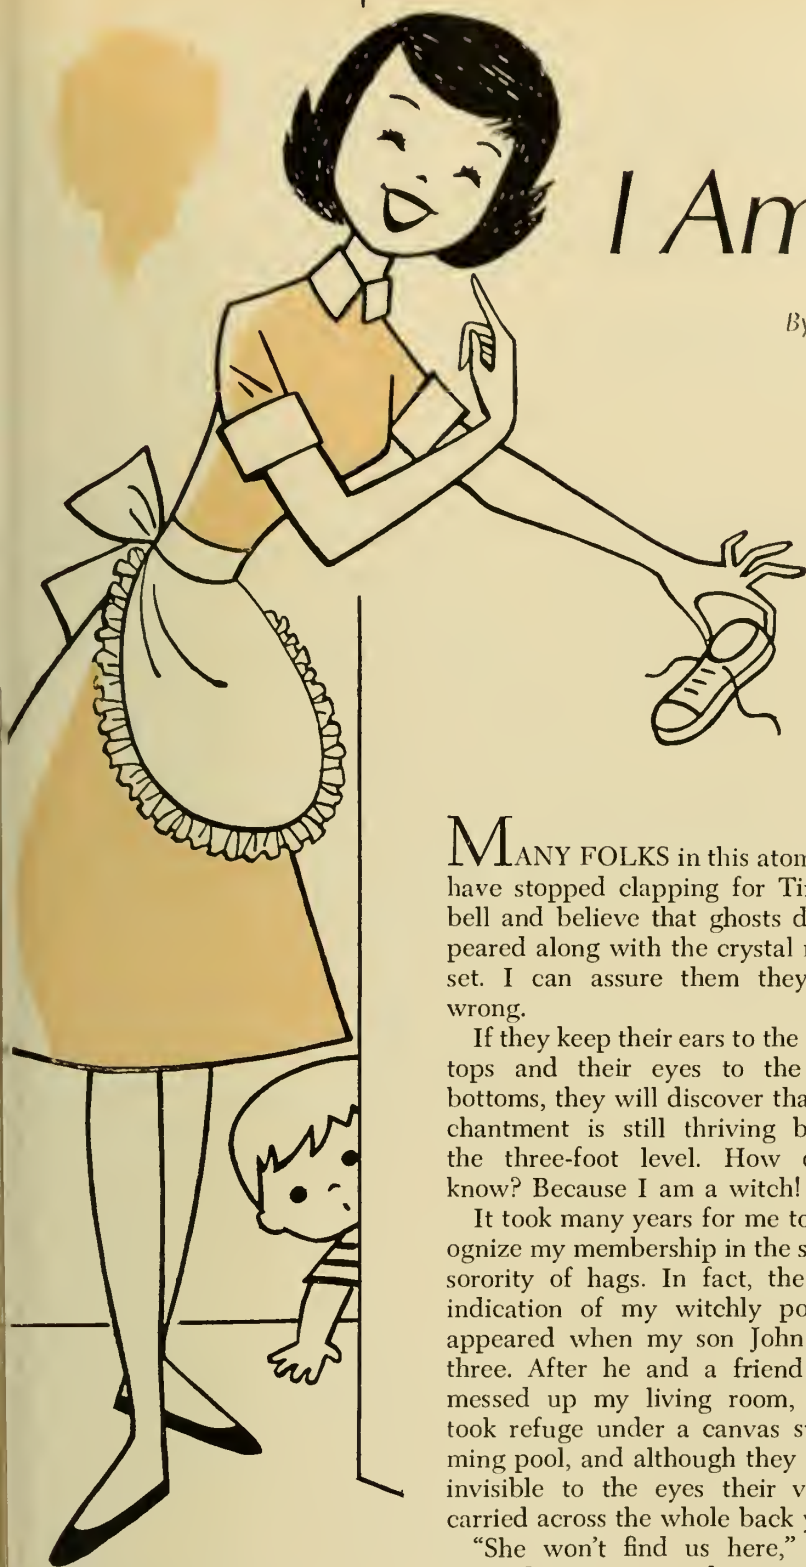 I Am
By
MANY FOLKS in this atom
have stopped clapping for Ti
bell and believe that ghosts d
peared along with the crystal
set. I can assure them they
wrong.
If they keep their ears to the
tops and their eyes to the
bottoms, they will discover tha
chantment is still thriving b
the three-foot level. How
know? Because I am a witch!
It took many years for me to
ognize my membership in the s
sorority of hags. In fact, the
indication of my witchly po
appeared when my son John
three. After he and a friend
messed up my living room,
took refuge under a canvas s
ming pool, and although they
invisible to the eyes their v
carried across the whole back
"She won't find us here,"